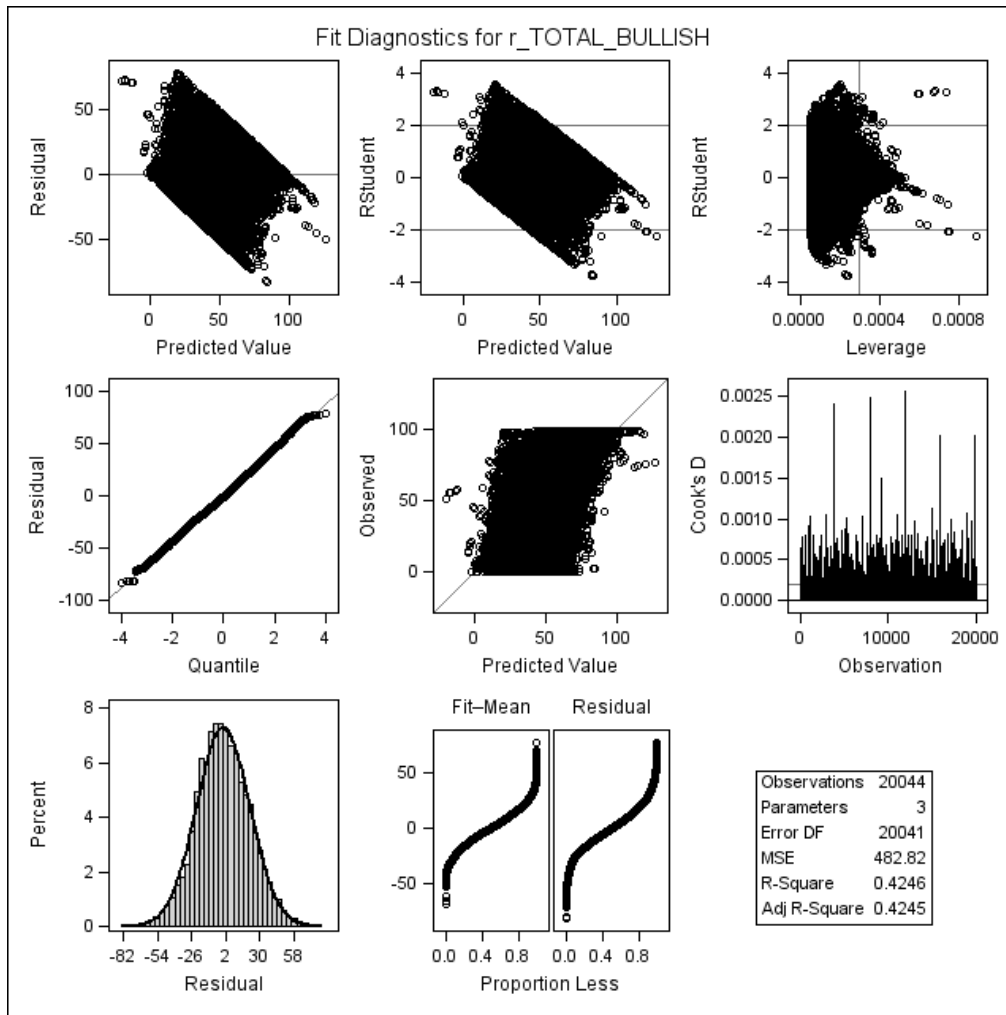 Fit Diagnostics for r_TOTAL_BULLISH
50
0
-50
Residual
0 50 100
Predicted Value
4
2
0
-2
-4
RStudent
0 50 100
Predicted Value
4
2
0
-2
-4
RStudent
0.0000 0.0004 0.0008
Leverage
100
50
0
-50
-100
Residual
-4 -2 0 2 4
Quantile
100
50
0
Observed
0 50 100
Predicted Value
0.0025
0.0020
0.0015
0.0010
0.0005
0.0000
Cook's D
0 10000 20000
Observation
8
6
4
2
0
Percent
-82 -54 -26 2 30 58
Residual
Fit–Mean Residual
50
0
-50
0.0 0.4 0.8 0.0 0.4 0.8
Proportion Less
Observations 20044
Parameters 3
Error DF 20041
MSE 482.82
R-Square 0.4246
Adj R-Square 0.4245